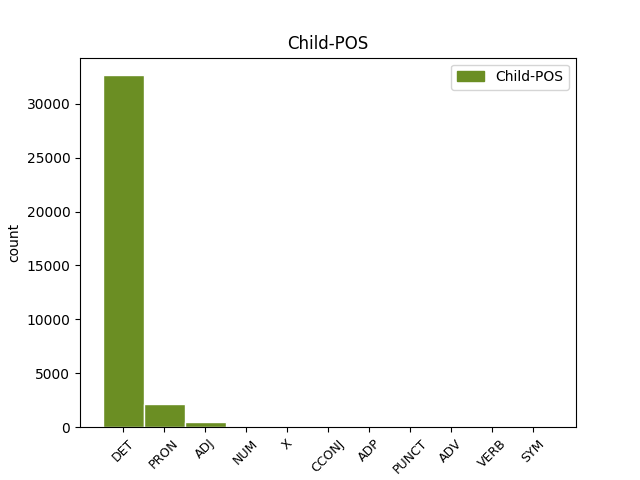 Child-POS
Child-POS
30000
25000
20000
15000
10000
5000
0
count
DET PRON ADJ NUM X CCONJ ADP PUNCT ADV VERB SYM